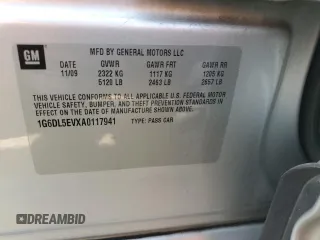 GM
MFD BY GENERAL MOTORS LLC
11/09 GVWR GAWR FRT GAWR RR
2322 KG 1117 KG 1205 KG
5120 LB 2463 LB 2657 LB
THIS VEHICLE CONFORMS TO ALL APPLICABLE U.S. FEDERAL MOTOR
VEHICLE SAFETY, BUMPER, AND THEFT PREVENTION STANDARDS IN
EFFECT ON THE DATE OF MANUFACTURE SHOWN ABOVE.
1G6DL5EVXA0117941 TYPE: PASS CAR
1DREAMBID